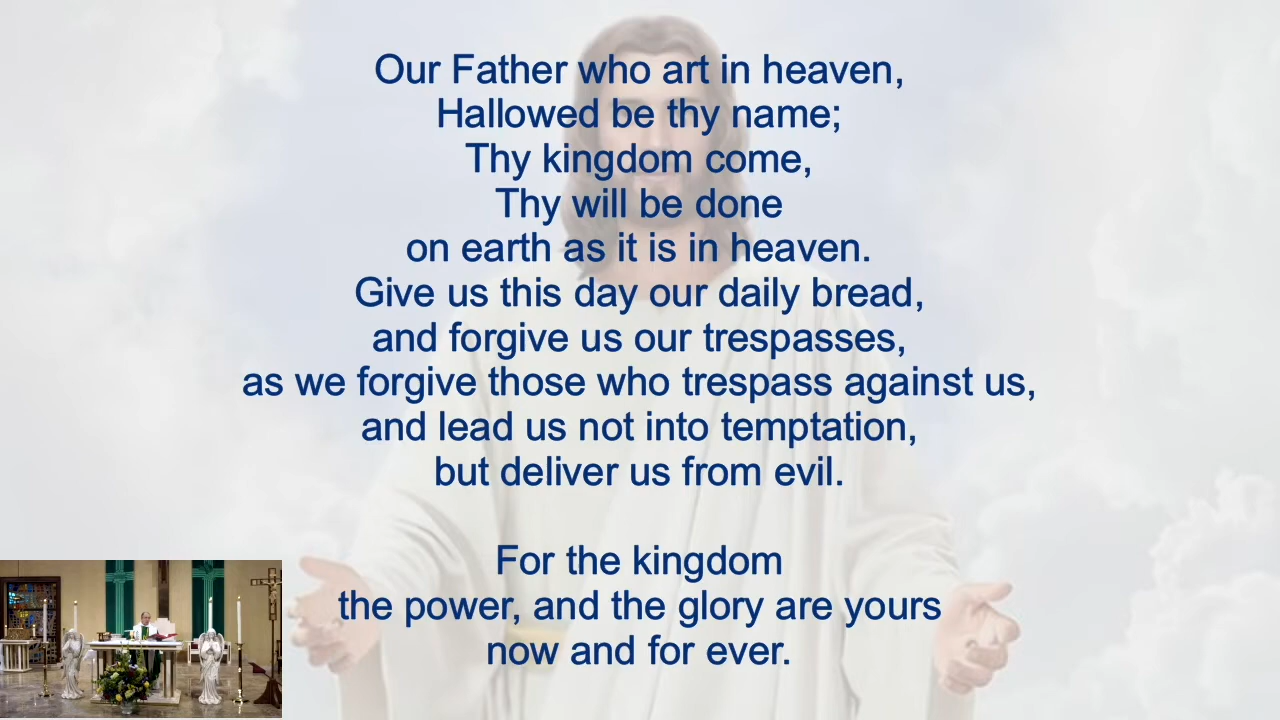 Our Father who art in heaven,
Hallowed be thy name;
Thy kingdom come,
Thy will be done
on earth as it is in heaven.
Give us this day our daily bread,
and forgive us our trespasses,
as we forgive those who trespass against us,
and lead us not into temptation,
but deliver us from evil.
For the kingdom
the power, and the glory are yours
now and for ever.